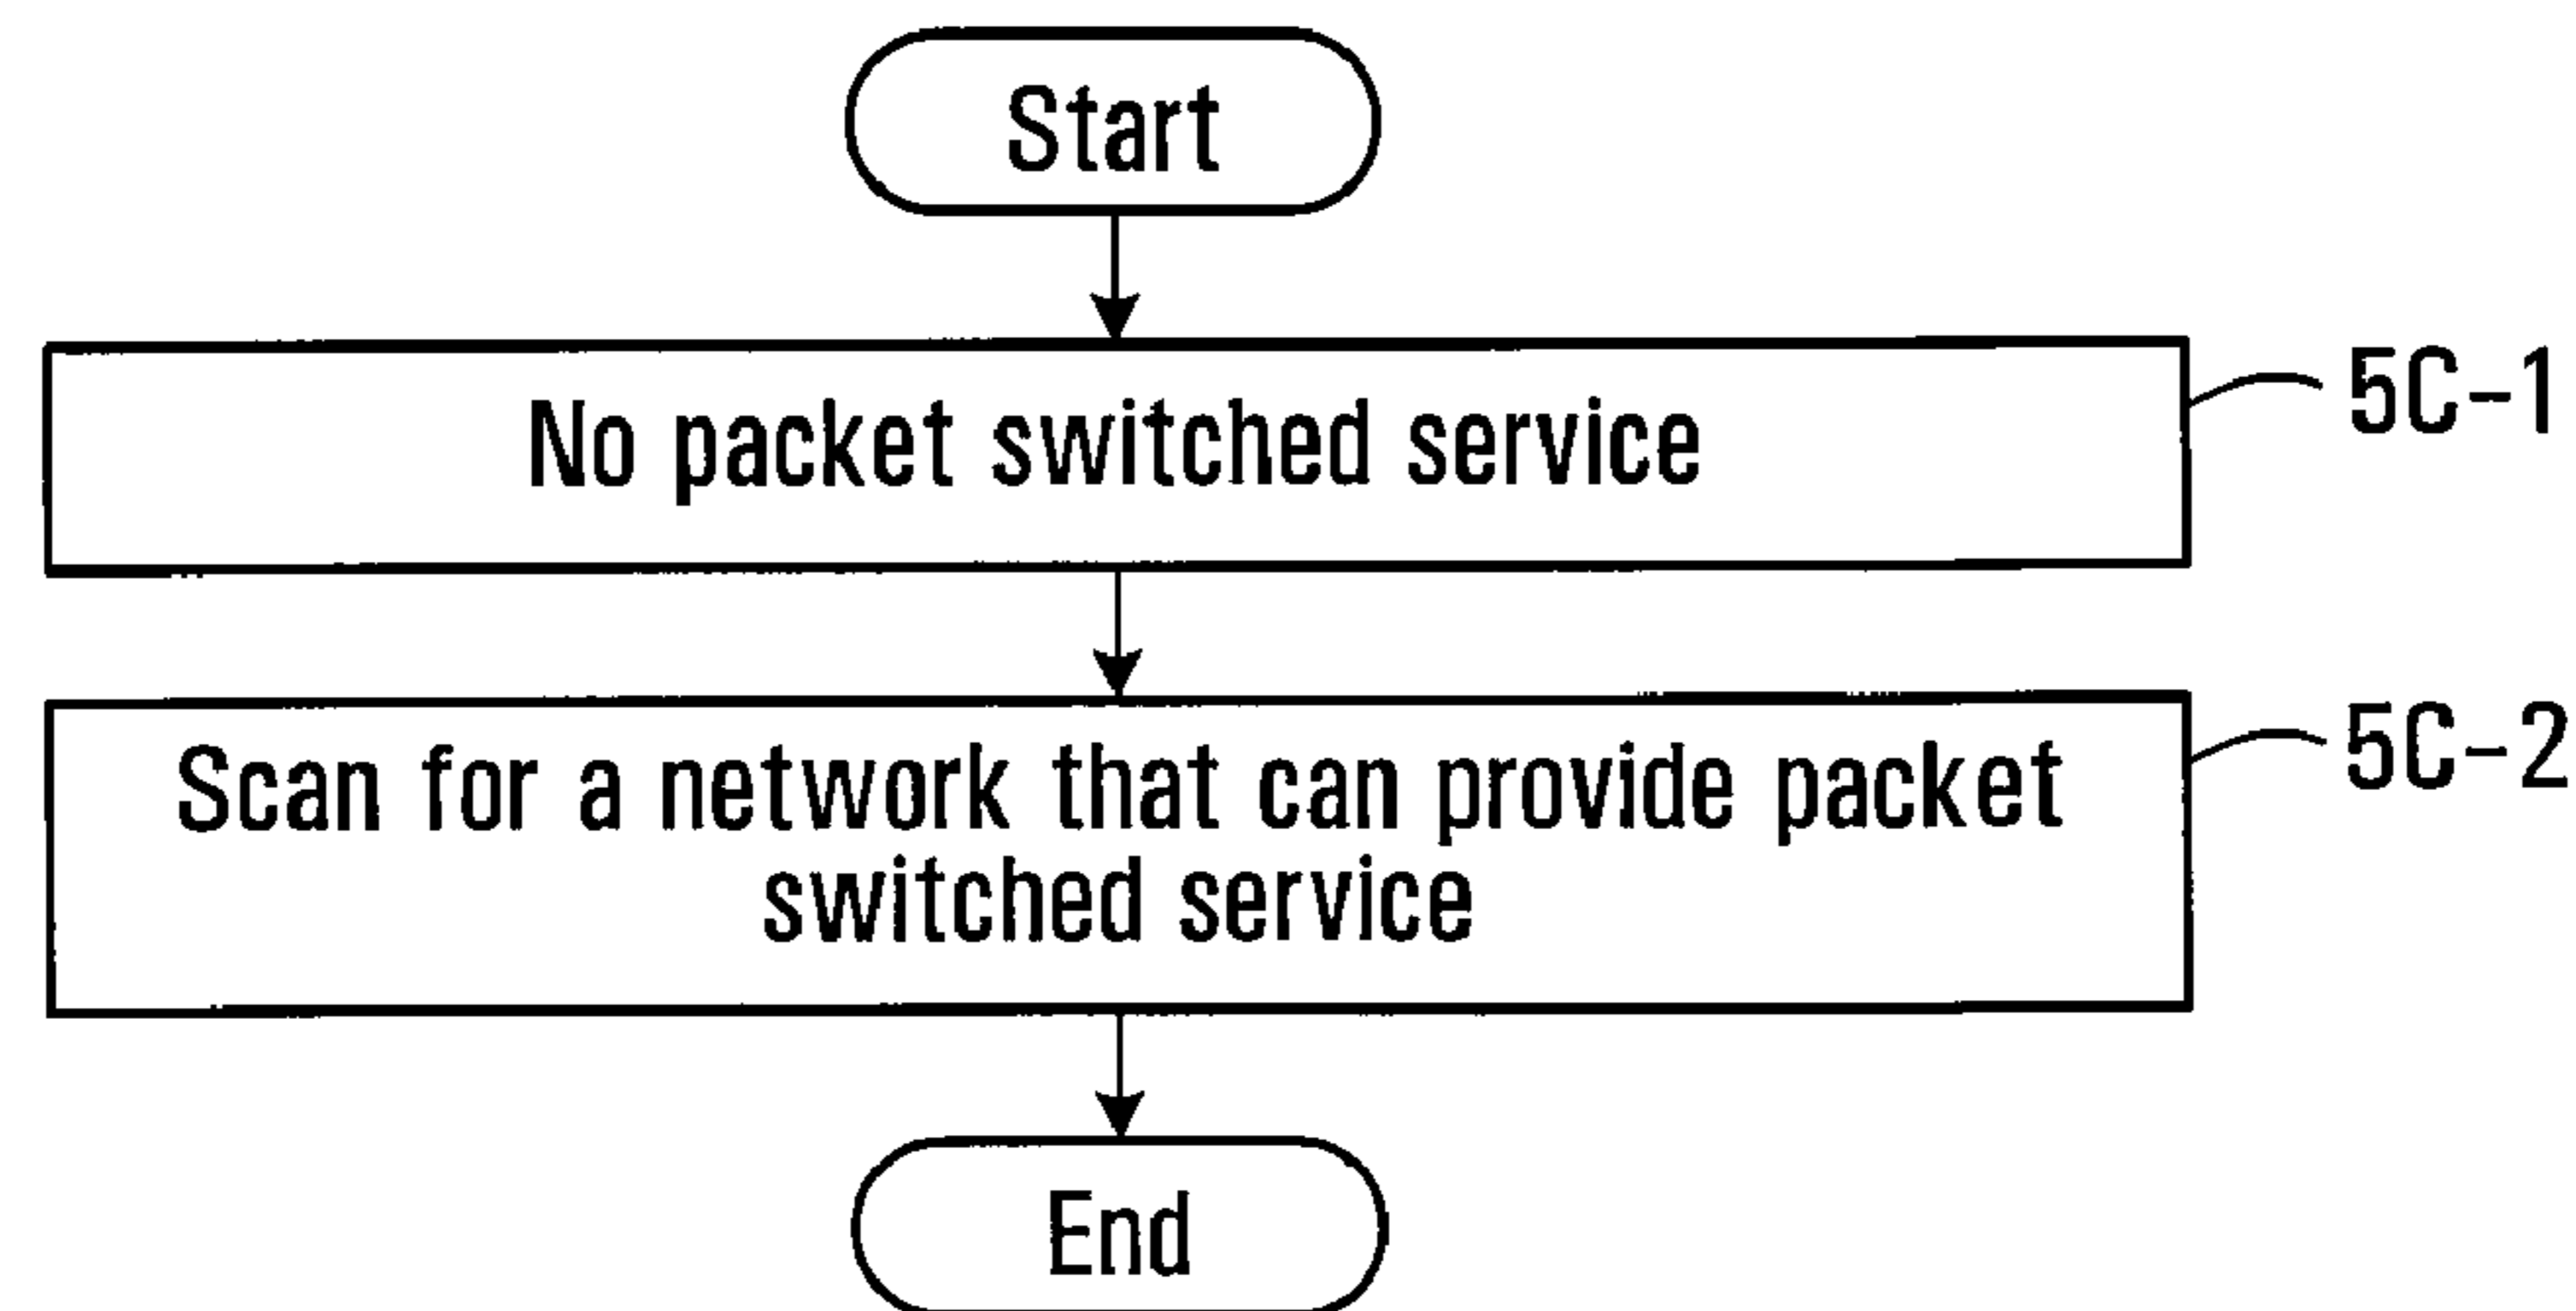 Start
No packet switched service
5C-1
Scan for a network that can provide packet
switched service
5C-2
End